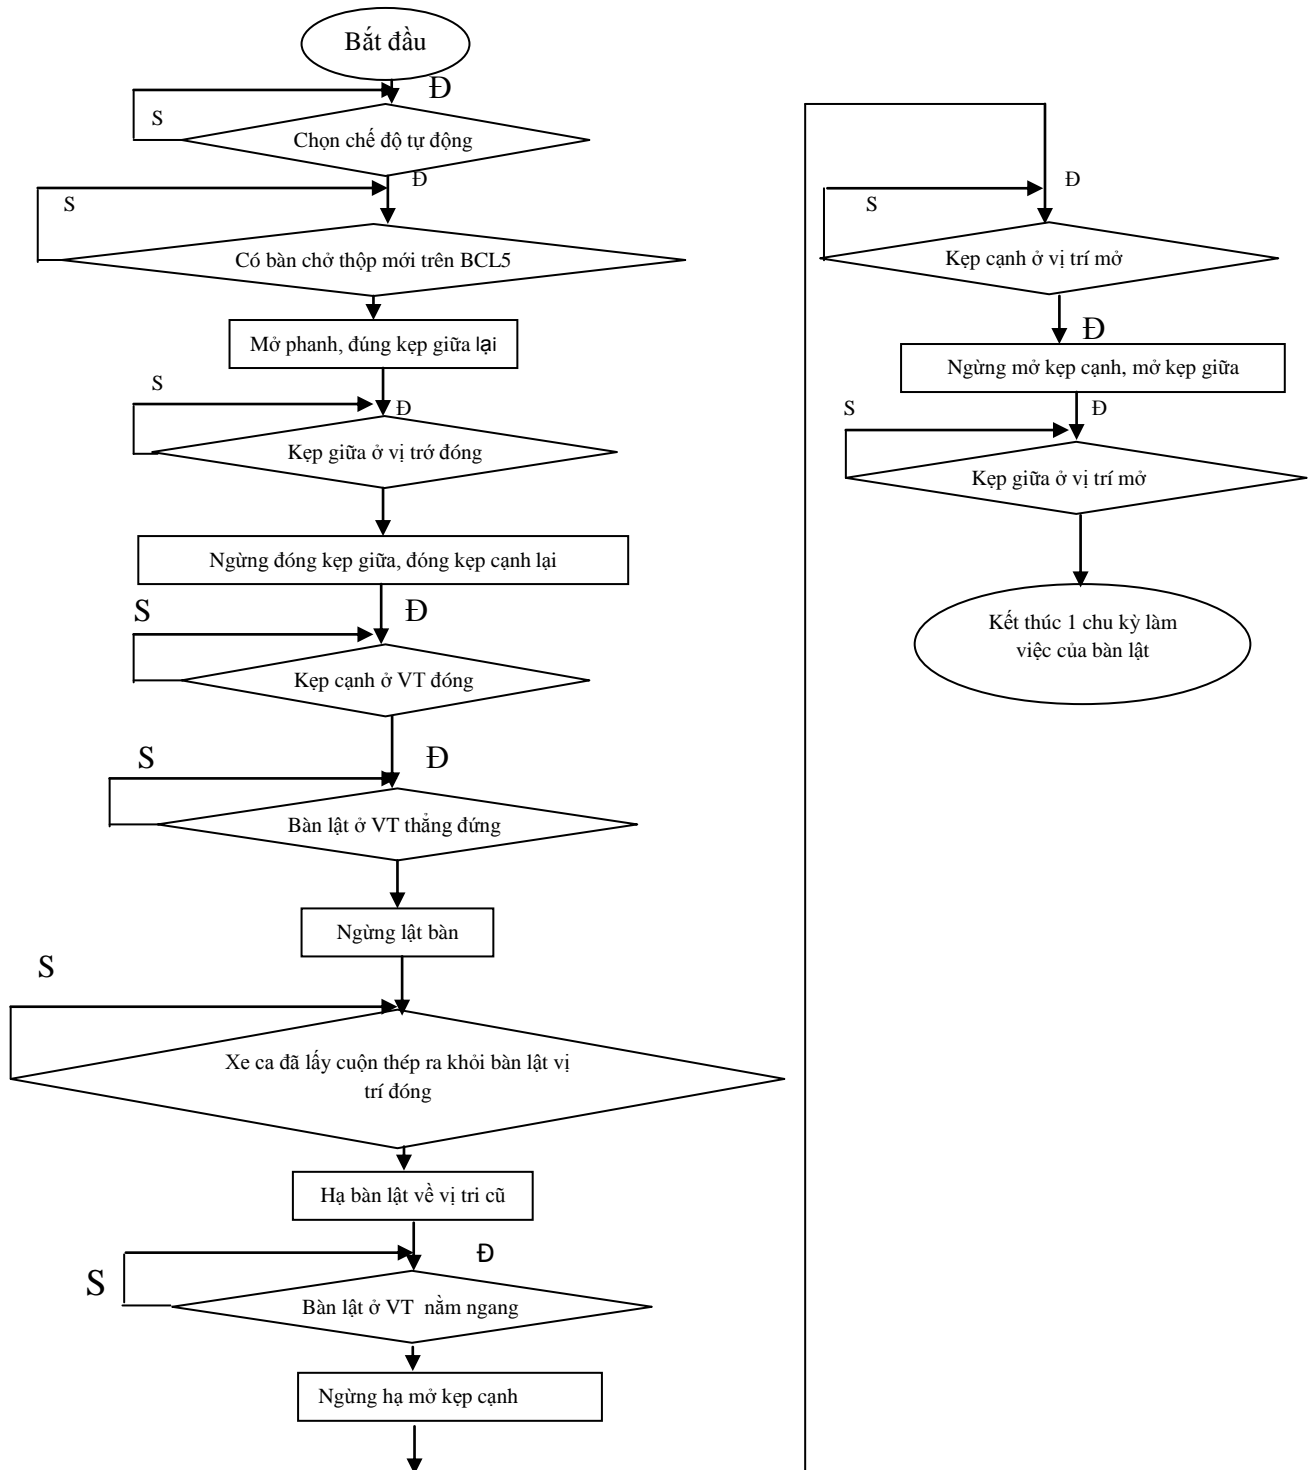 Bắt đầu
Đ
S
Chọn chế độ tự động
Đ
S
Có bàn chở thộp mới trên BCL5
Mở phanh, đúng kẹp giữa lại
S
Đ
Kẹp giữa ở vị trớ đóng
Ngừng đóng kẹp giữa, đóng kẹp cạnh lại
S
Đ
Kẹp cạnh ở VT đóng
S
Đ
Bàn lật ở VT thẳng đứng
Ngừng lật bàn
S
Xe ca đã lấy cuộn thép ra khỏi bàn lật vị
trí đóng
Hạ bàn lật về vị tri cũ
Đ
S
Bàn lật ở VT nằm ngang
Ngừng hạ mở kẹp cạnh
Đ
S
Kẹp cạnh ở vị trí mở
Đ
Ngừng mở kẹp cạnh, mở kẹp giữa
S
Đ
Kẹp giữa ở vị trí mở
Kết thúc 1 chu kỳ làm
việc của bàn lật